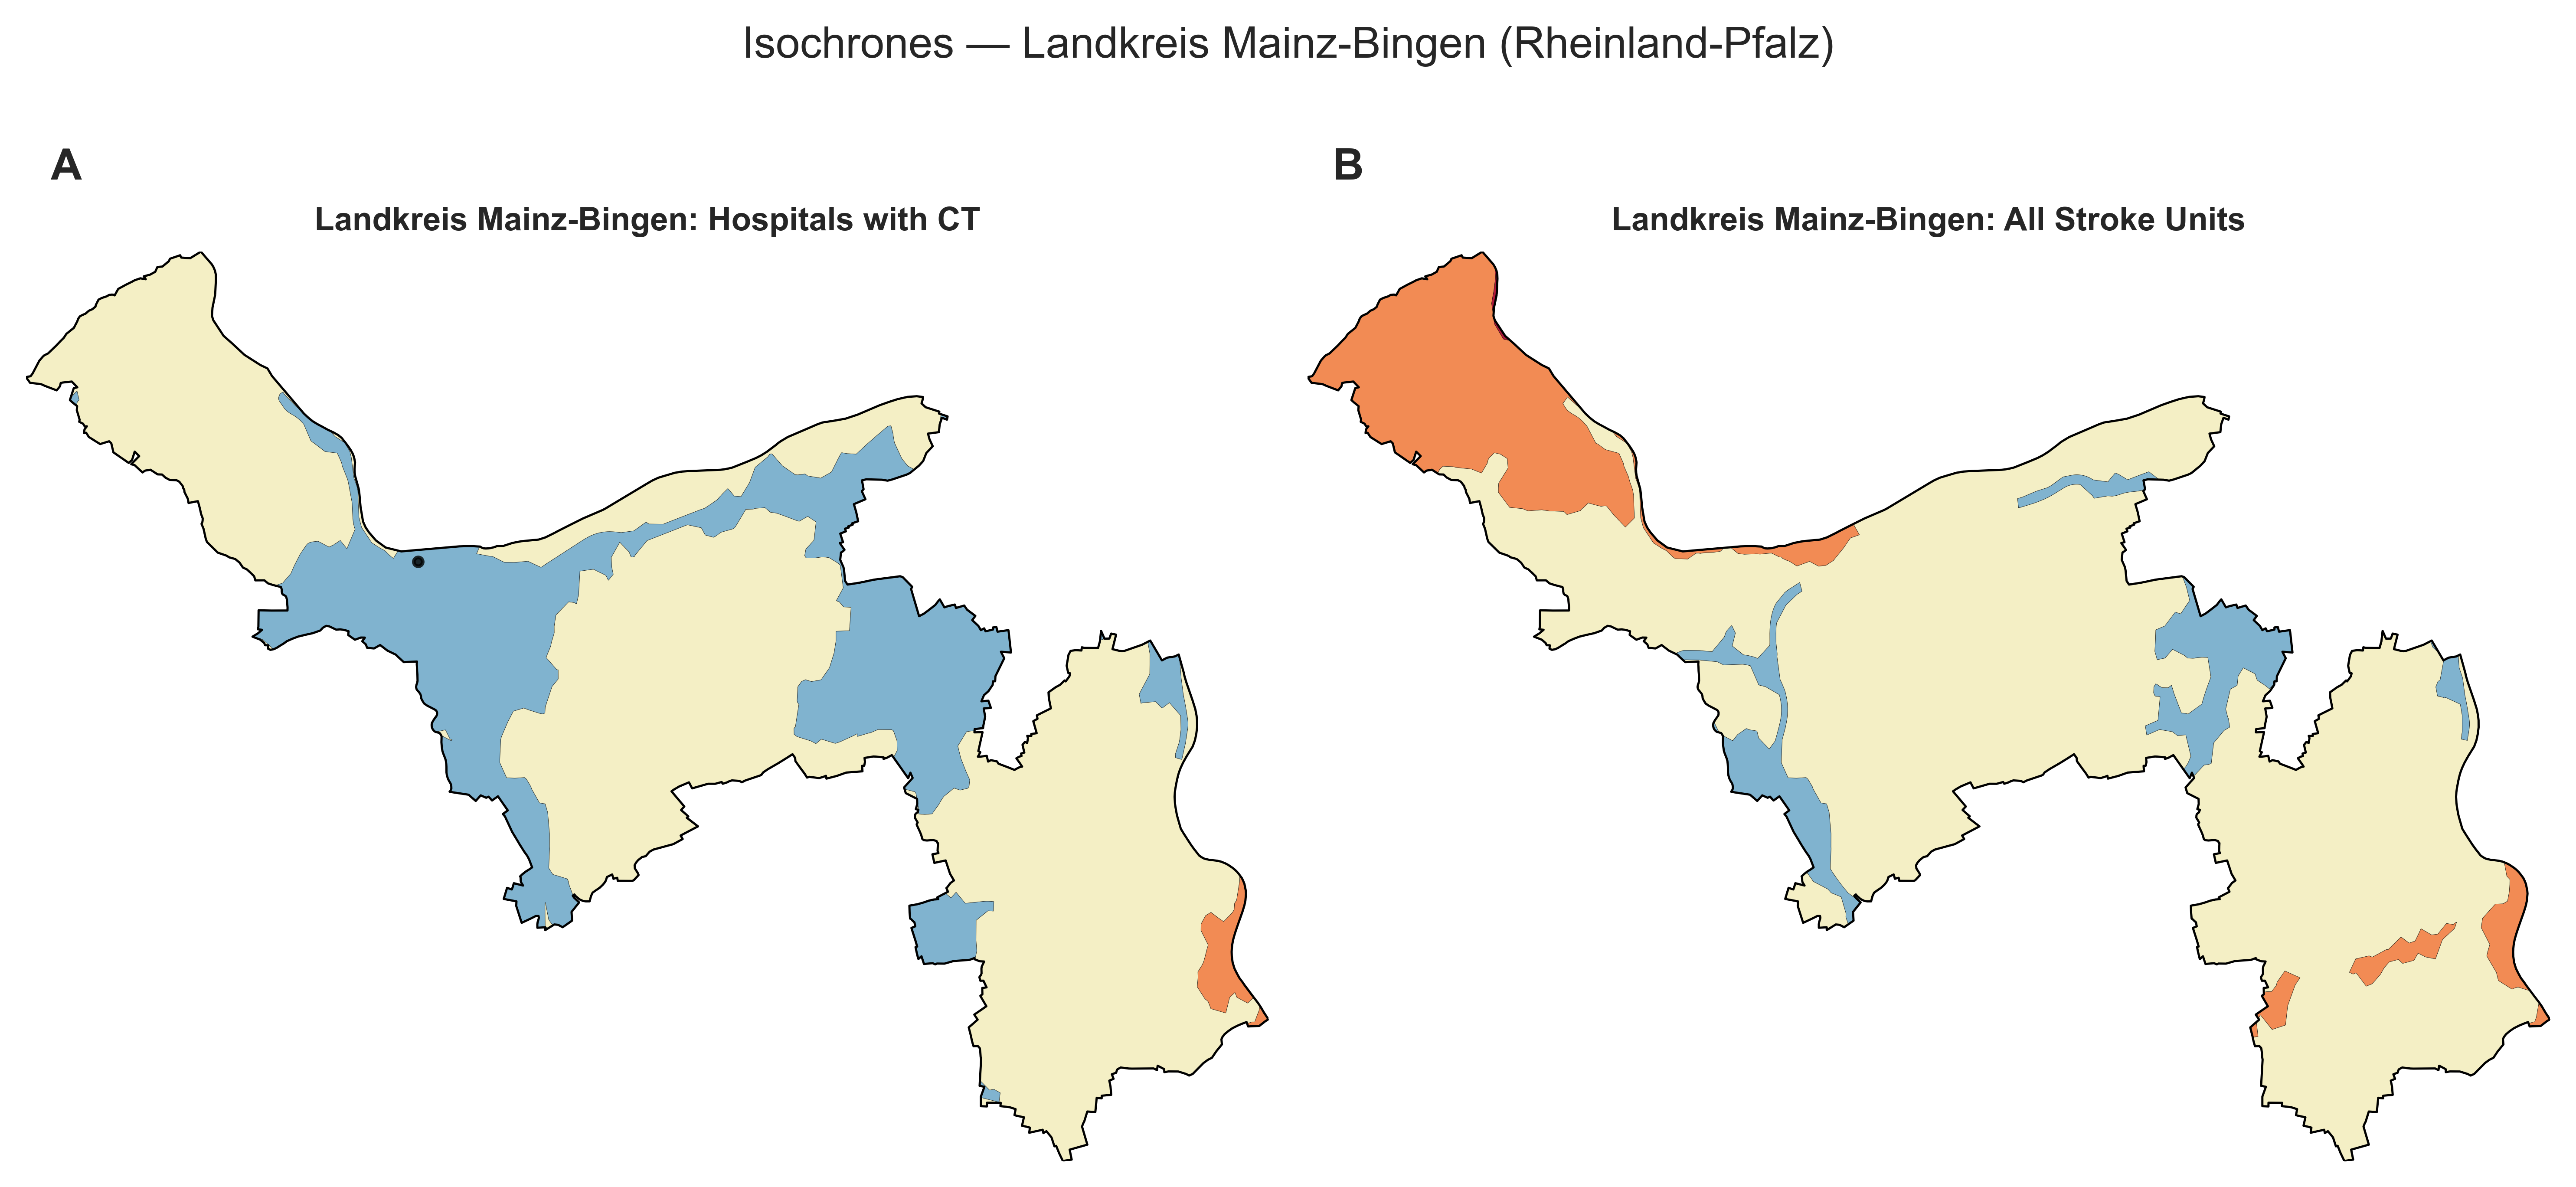 Isochrones — Landkreis Mainz-Bingen (Rheinland-Pfalz)
A
Landkreis Mainz-Bingen: Hospitals with CT
B
Landkreis Mainz-Bingen: All Stroke Units